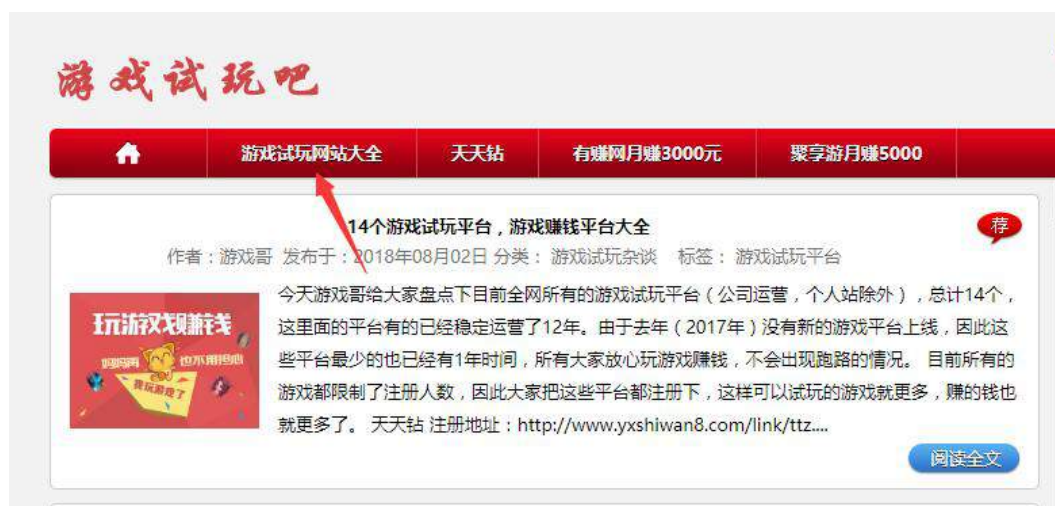 游戏试玩吧
游戏试玩网站大全 天天钻 有赚网月赚3000元 聚享游月赚5000
14个游戏试玩平台，游戏赚钱平台大全
荐
作者：游戏哥 发布于：2018年08月02日 分类： 游戏试玩杂谈 标签： 游戏试玩平台
今天游戏哥给大家盘点下目前全网所有的游戏试玩平台（公司运营，个人站除外），总计14个，
这里面的平台有的已经稳定运营了12年。由于去年（2017年）没有新的游戏平台上线，因此这
些平台最少的也已经有1年时间，所有大家放心玩游戏赚钱，不会出现跑路的情况。 目前所有的
游戏都限制了注册人数，因此大家把这些平台都注册下，这样可以试玩的游戏就更多，赚的钱也
就更多了。 天天钻 注册地址：http://www.yxshiwan8.com/link/ttz....
玩游戏赚钱
妈妈再 也不用担心
我玩游戏了
阅读全文